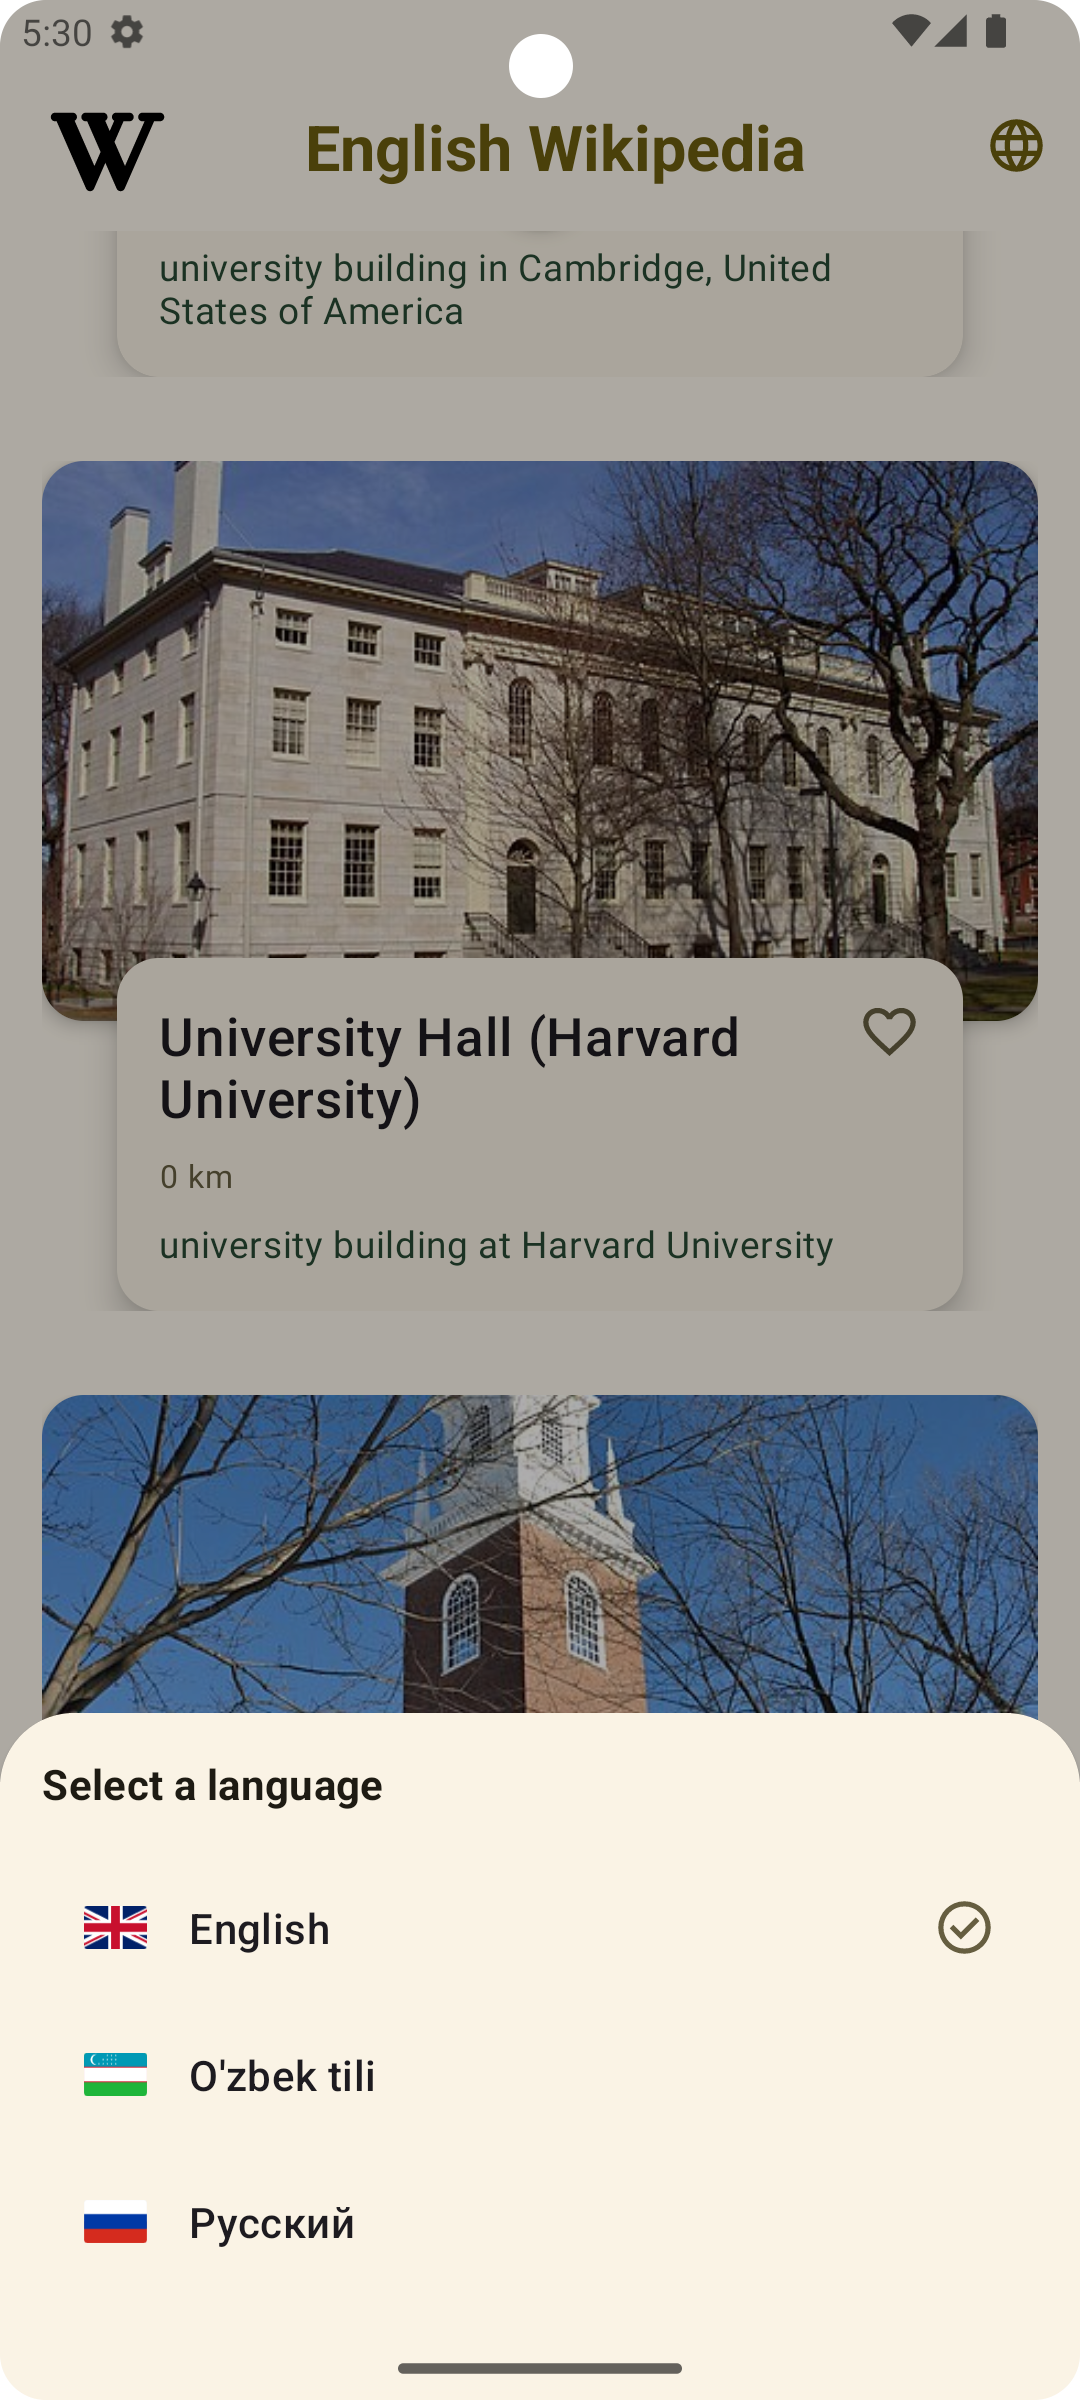 5:30
W English Wikipedia
university building in Cambridge, United
States of America
University Hall (Harvard
University)
0 km
university building at Harvard University
Select a language
English
O'zbek tili
Русский